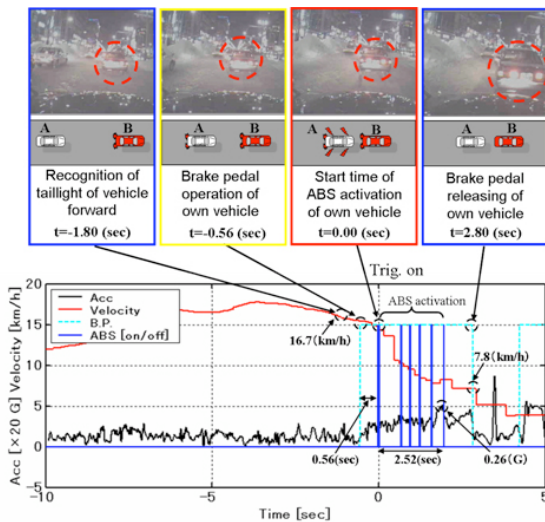 A B
A B
A B
A B
Recognition of
taillight of vehicle
forward
t=-1.80 (sec)
Brake pedal
operation of
own vehicle
t=-0.56 (sec)
Start time of
ABS activation
of own vehicle
t=0.00 (sec)
Brake pedal
releasing of
own vehicle
t=2.80 (sec)
Trig. on
ABS activation
Acc
Velocity
B.P.
ABS [on/off]
16.7(km/h)
7.8(km/h)
0.56(sec)
2.52(sec)
0.26(G)
Acc [×20 G] Velocity [km/h]
20
15
10
5
0
-10
-5
0
5
Time [sec]